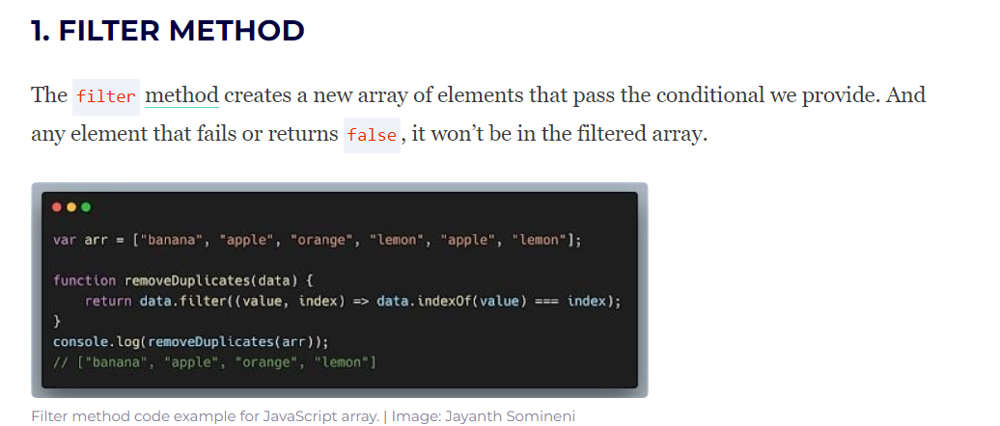 1. FILTER METHOD
The filter method creates a new array of elements that pass the conditional we provide. And
any element that fails or returns false, it won’t be in the filtered array.
var arr = ["banana", "apple", "orange", "lemon", "apple", "lemon"];
function removeDuplicates(data) {
    return data.filter((value, index) => data.indexOf(value) === index);
}
console.log(removeDuplicates(arr));
// ["banana", "apple", "orange", "lemon"]
Filter method code example for JavaScript array. | Image: Jayanth Somineni